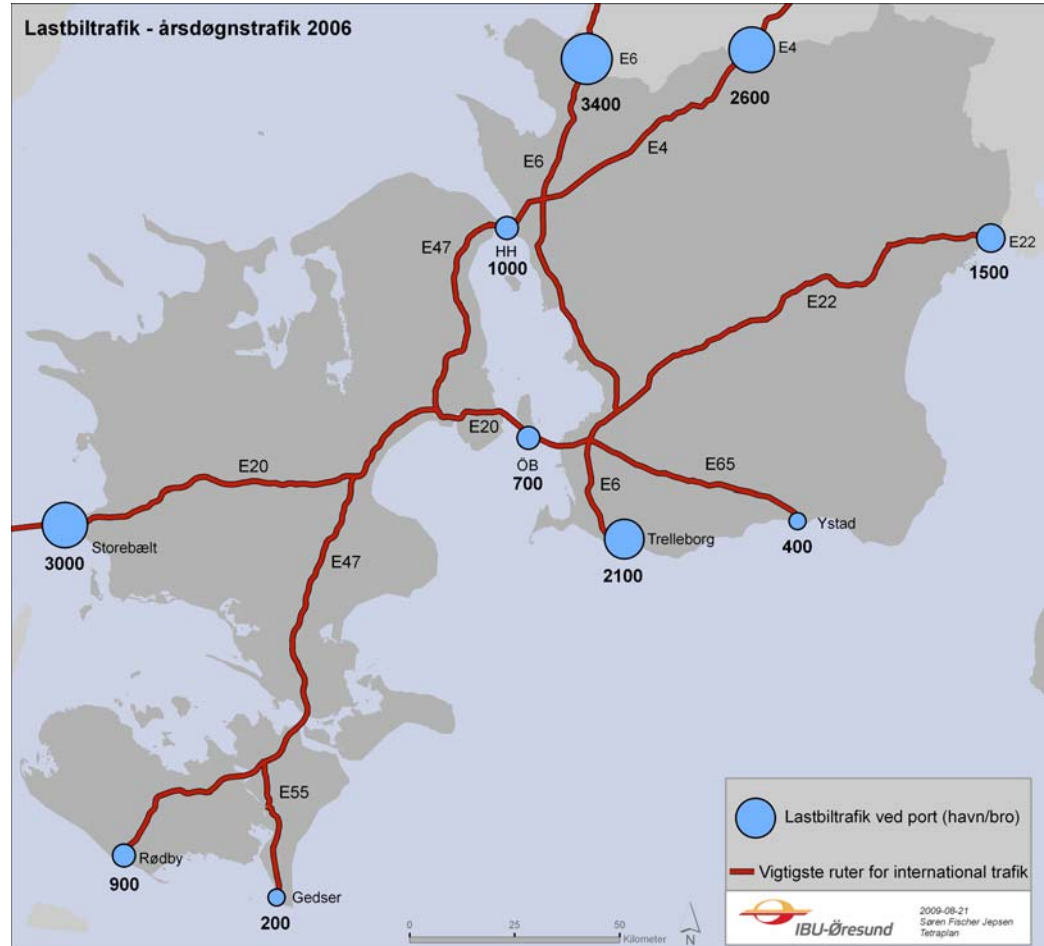 Lastbiltrafik - årsdøgnstrafik 2006
E6
3400
E4
2600
E6
E4
E47
HH
1000
E22
1500
E22
E20
ÖB
700
E20
E65
E6
Ystad
400
Trelleborg
2100
Storebælt
3000
E47
E55
Rødby
900
Gedser
200
Lastbiltrafik ved port (havn/bro)
Vigtigste ruter for international trafik
IBU-Øresund
2009-08-21
Søren Fischer Jepsen
Tetraplan
0 25 50
Kilometer
N